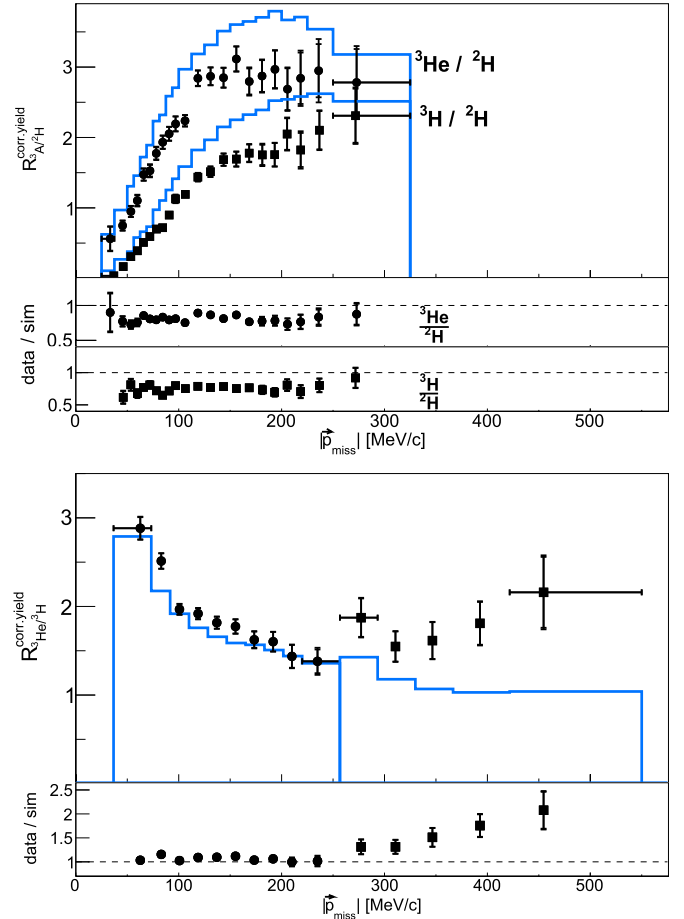 3
2
1
R^corr.yield_³A/²H
³He / ²H
³H / ²H
1
0.5
³He
²H
1
0.5
³H
²H
data / sim
0 100 200 300 400 500
|p⃗_miss| [MeV/c]
3
2
1
R^corr.yield_³He/³H
2.5
2
1.5
1
data / sim
0 100 200 300 400 500
|p⃗_miss| [MeV/c]